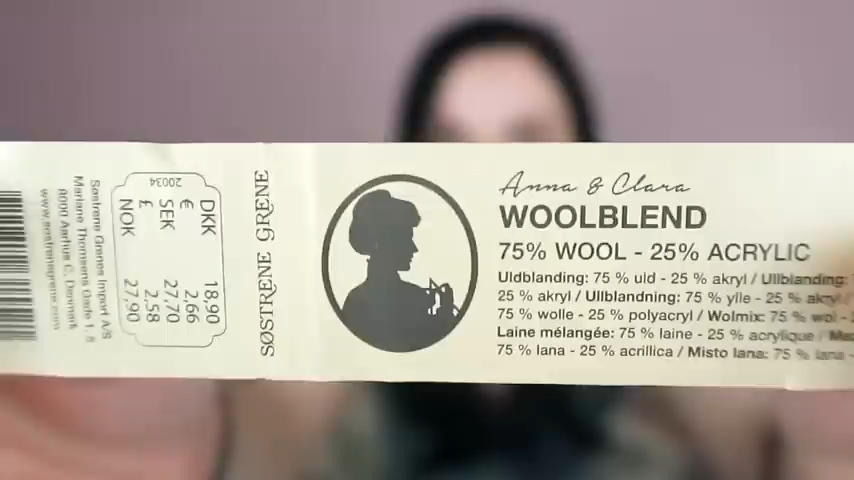 Søstrene Grenes Import A/S
Mariane Thomsens Gade 1, 5
8000 Aarhus C, Denmark
www.sostrenegrene.com
20034
DKK 18,90
€ 2,66
SEK 27,70
£ 2,58
NOK 27,90
SØSTRENE GRENE
Anna & Clara
WOOLBLEND
75% WOOL - 25% ACRYLIC
Uldblanding: 75 % uld - 25 % akryl / Ullblanding:
25 % akryl / Ullblandning: 75 % ylle - 25 % akryl /
75 % wolle - 25 % polyacryl / Wolmix: 75 % wol -
Laine mélangée: 75 % laine - 25 % acrylique /
75 % lana - 25 % acrillica / Misto lana: 75 % lana -